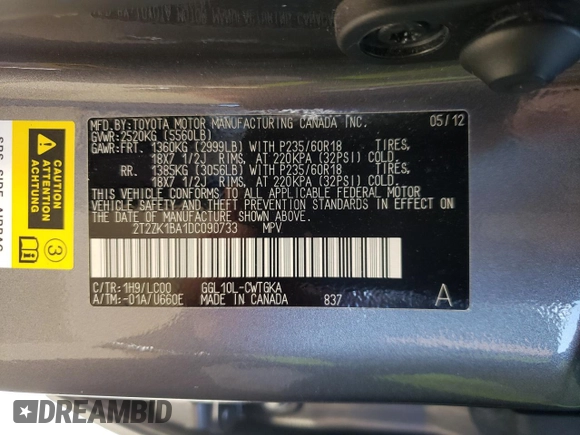 MFD.BY:TOYOTA MOTOR MANUFACTURING CANADA INC. 05/12
GVWR:2520KG (5560LB)
GAWR:FRT. 1360KG (2999LB) WITH P235/60R18 TIRES,
18X7 1/2J RIMS, AT 220KPA (32PSI) COLD,
RR. 1385KG (3056LB) WITH P235/60R18 TIRES,
18X7 1/2J RIMS, AT 220KPA (32PSI) COLD,
THIS VEHICLE CONFORMS TO ALL APPLICABLE FEDERAL MOTOR
VEHICLE SAFETY AND THEFT PREVENTION STANDARDS IN EFFECT ON
THE DATE OF MANUFACTURE SHOWN ABOVE.
2T2ZK1BA1DC090733 MPV
C/TR:1H9/LC00 GGL10L-CWTGKA
A/TM:-01A/U660E MADE IN CANADA 837 A
CAUTION
ATTENTION
3
SRS SIDE AIRBAG
DREAMBID